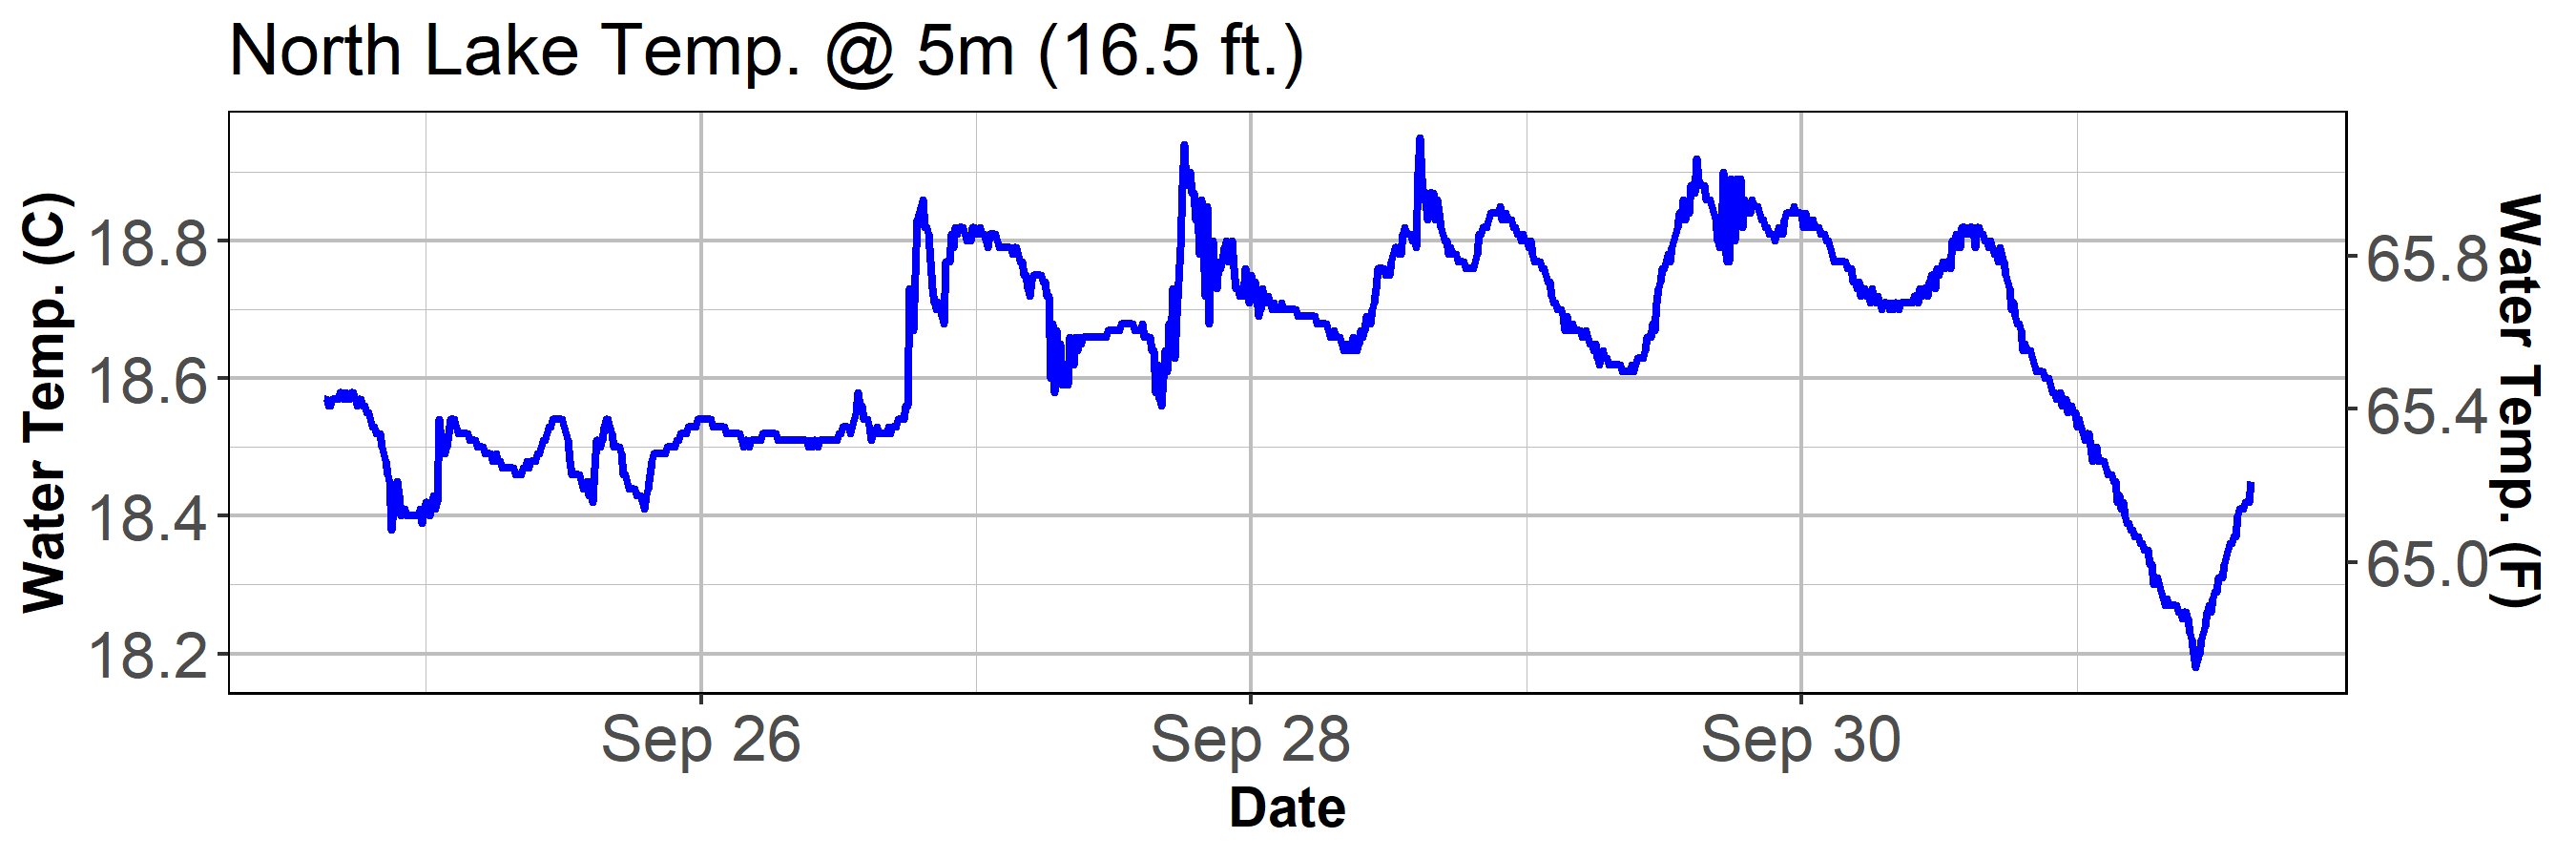 North Lake Temp. @ 5m (16.5 ft.)
Water Temp. (C)
18.8
18.6
18.4
18.2
65.8
65.4
65.0
Water Temp. (F)
Sep 26
Sep 28
Sep 30
Date